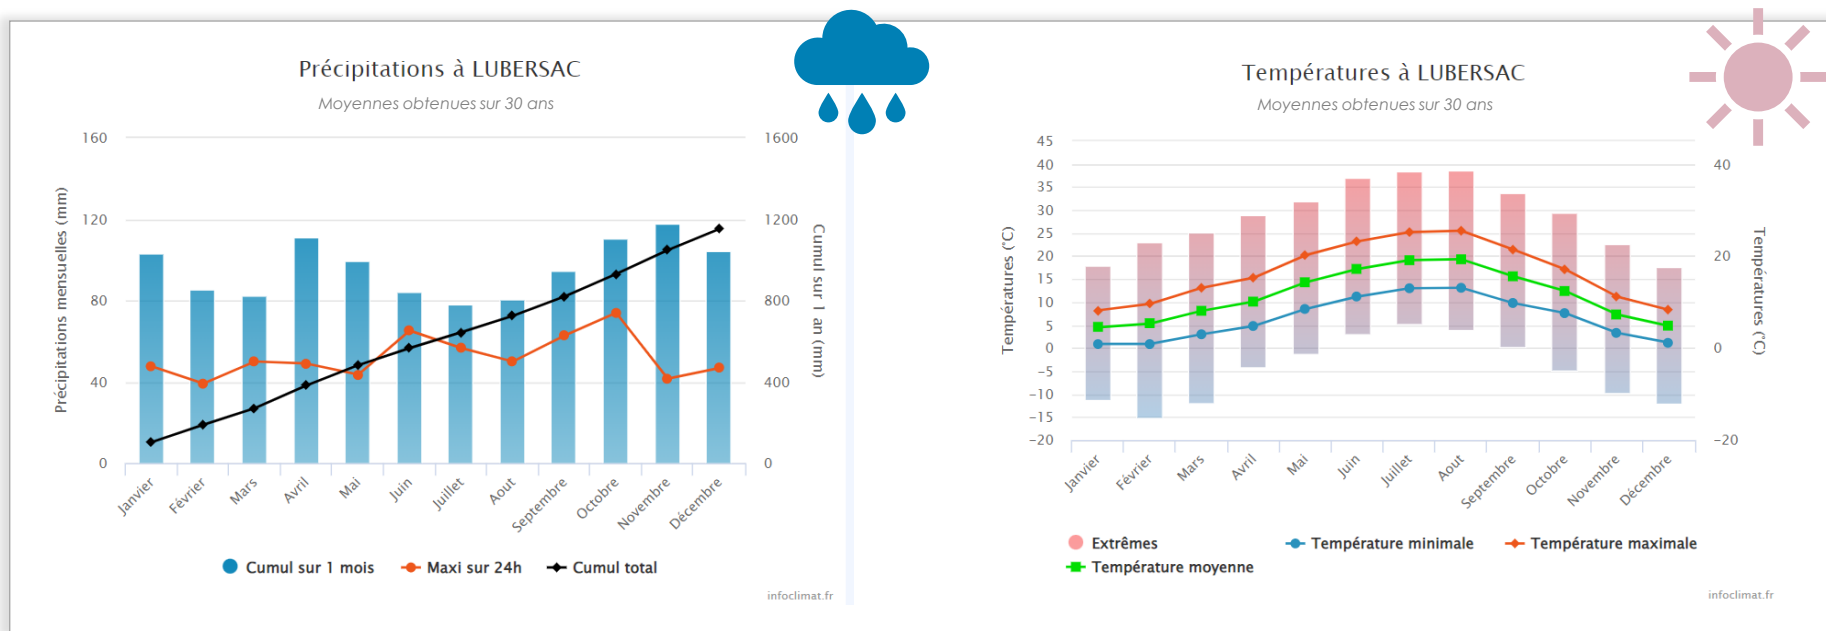 Précipitations à LUBERSAC
Moyennes obtenues sur 30 ans
Précipitations mensuelles (mm)
160
120
80
40
0
1600
1200
800
400
0
Cumul sur 1 an (mm)
Janvier
Février
Mars
Avril
Mai
Juin
Juillet
Aout
Septembre
Octobre
Novembre
Décembre
Cumul sur 1 mois
Maxi sur 24h
Cumul total
infoclimat.fr
Températures à LUBERSAC
Moyennes obtenues sur 30 ans
Températures (°C)
45
40
35
30
25
20
15
10
5
0
−5
−10
−15
−20
40
20
0
−20
Températures (°C)
Janvier
Février
Mars
Avril
Mai
Juin
Juillet
Aout
Septembre
Octobre
Novembre
Décembre
Extrêmes
Température minimale
Température maximale
Température moyenne
infoclimat.fr